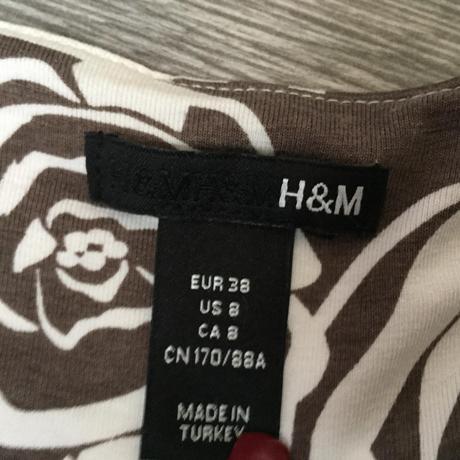 H&M
EUR 38
US 8
CA 8
CN 170/88A
MADE IN
TURKEY